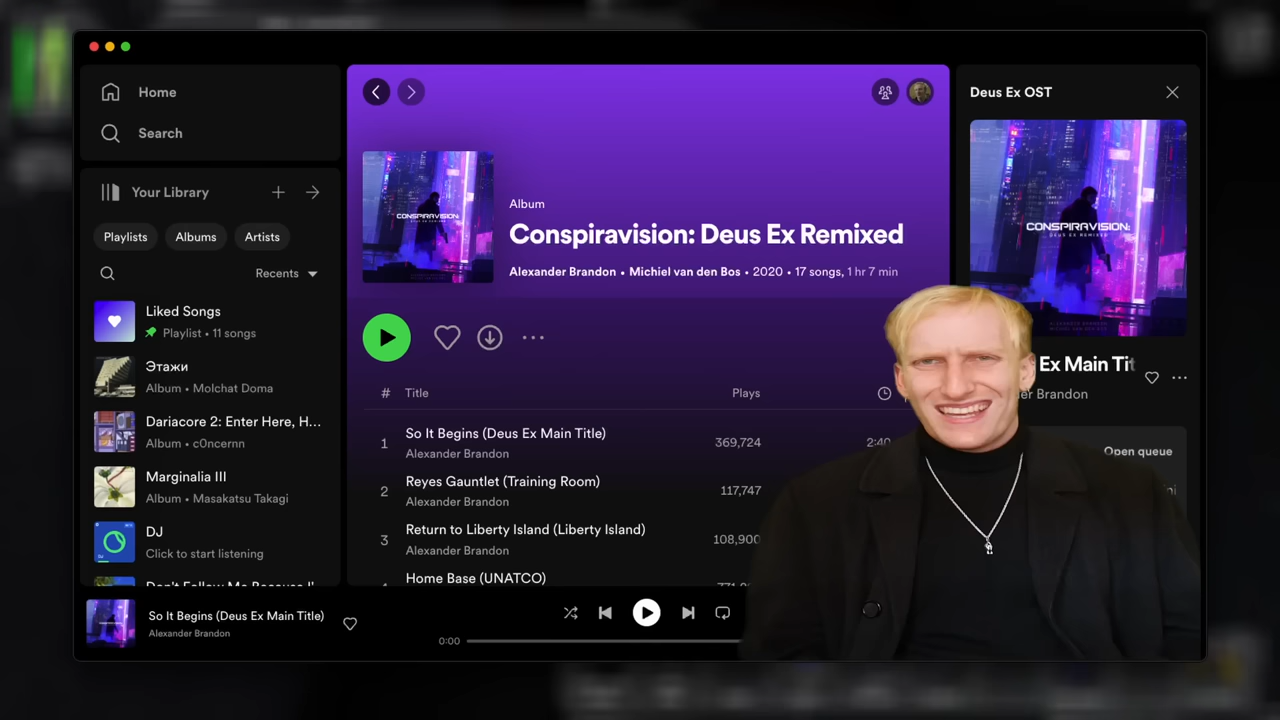 Home
Search
Your Library
Playlists
Albums
Artists
Recents
Liked Songs
Playlist • 11 songs
Этажи
Album • Molchat Doma
Dariacore 2: Enter Here, H...
Album • c0ncernn
Marginalia III
Album • Masakatsu Takagi
DJ
Click to start listening
Don't Follow Me Because I'
Album
Conspiravision: Deus Ex Remixed
Alexander Brandon • Michiel van den Bos • 2020 • 17 songs, 1 hr 7 min
CONSPIRAVISION:
# Title Plays
1 So It Begins (Deus Ex Main Title) 369,724 2:40
Alexander Brandon
2 Reyes Gauntlet (Training Room) 117,747
Alexander Brandon
3 Return to Liberty Island (Liberty Island) 108,900
Alexander Brandon
Home Base (UNATCO)
Deus Ex OST
CONSPIRAVISION:
DEUS EX REMIXED
Ex Main Tit
Brandon
Open queue
So It Begins (Deus Ex Main Title)
Alexander Brandon
0:00